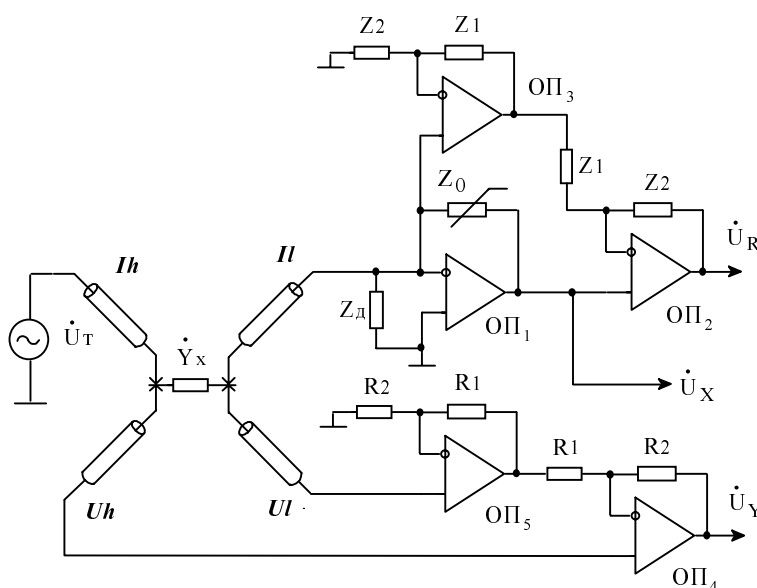 Z2 Z1
ОП3
Z0
Z1
Z2
U̇R
Ih
Il
U̇T
ZД
ОП1
ОП2
ẎX
U̇X
R2 R1
R1 R2
Uh
Ul
ОП5
U̇Y
ОП4